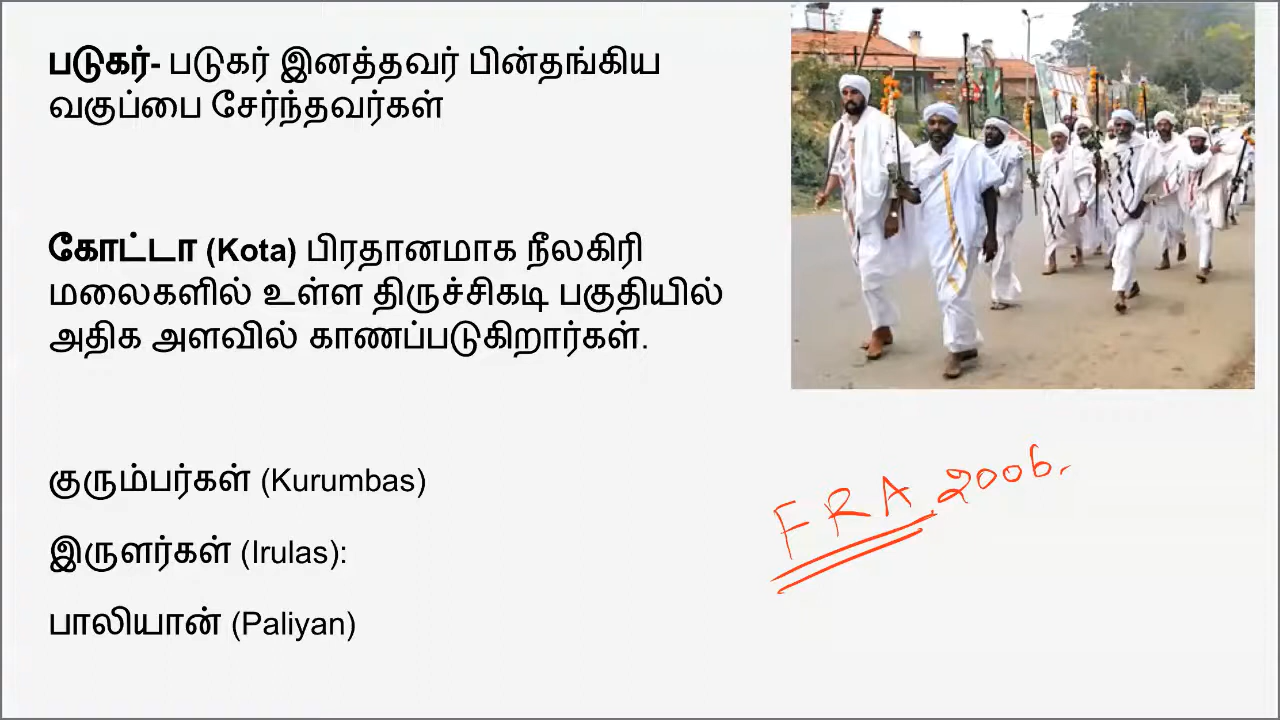 படுகர்- படுகர் இனத்தவர் பின்தங்கிய
வகுப்பை சேர்ந்தவர்கள்
கோட்டா (Kota) பிரதானமாக நீலகிரி
மலைகளில் உள்ள திருச்சிகடி பகுதியில்
அதிக அளவில் காணப்படுகிறார்கள்.
குரும்பர்கள் (Kurumbas)
இருளர்கள் (Irulas):
பாலியான் (Paliyan)
FRA 2006.